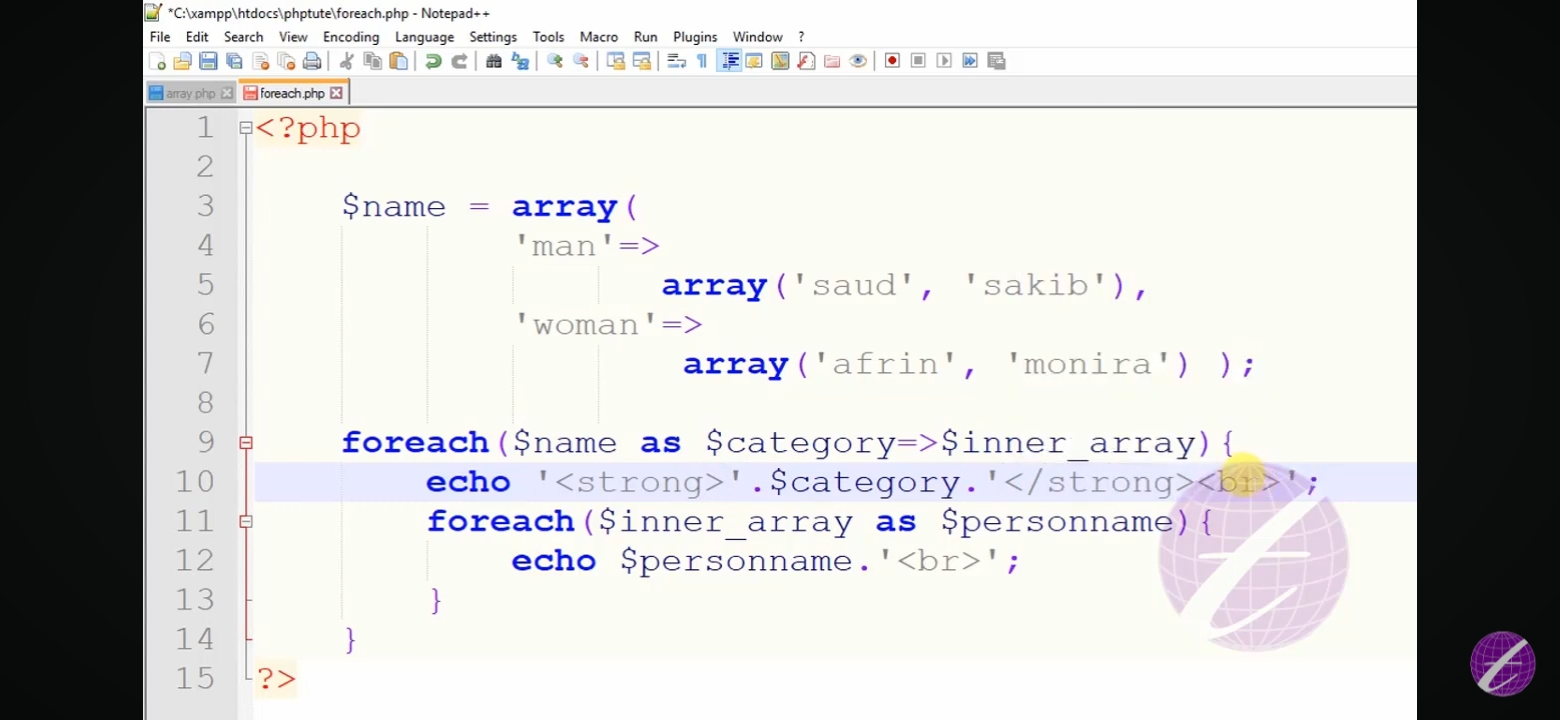 *C:\xampp\htdocs\phptute\foreach.php - Notepad++
File Edit Search View Encoding Language Settings Tools Macro Run Plugins Window ?
array.php foreach.php
1 <?php
2
3 $name = array(
4 'man'=>
5 array('saud', 'sakib'),
6 'woman'=>
7 array('afrin', 'monira') );
8
9 foreach($name as $category=>$inner_array){
10 echo '<strong>'.$category.'</strong><br>';
11 foreach($inner_array as $personname){
12 echo $personname.'<br>';
13 }
14 }
15 ?>